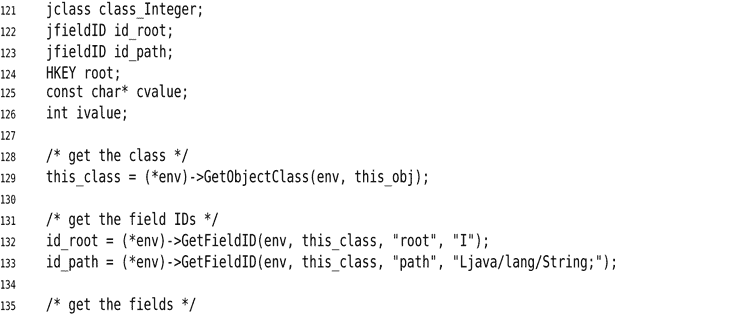 121 jclass class_Integer;
122 jfieldID id_root;
123 jfieldID id_path;
124 HKEY root;
125 const char* cvalue;
126 int ivalue;
127
128 /* get the class */
129 this_class = (*env)->GetObjectClass(env, this_obj);
130
131 /* get the field IDs */
132 id_root = (*env)->GetFieldID(env, this_class, "root", "I");
133 id_path = (*env)->GetFieldID(env, this_class, "path", "Ljava/lang/String;");
134
135 /* get the fields */